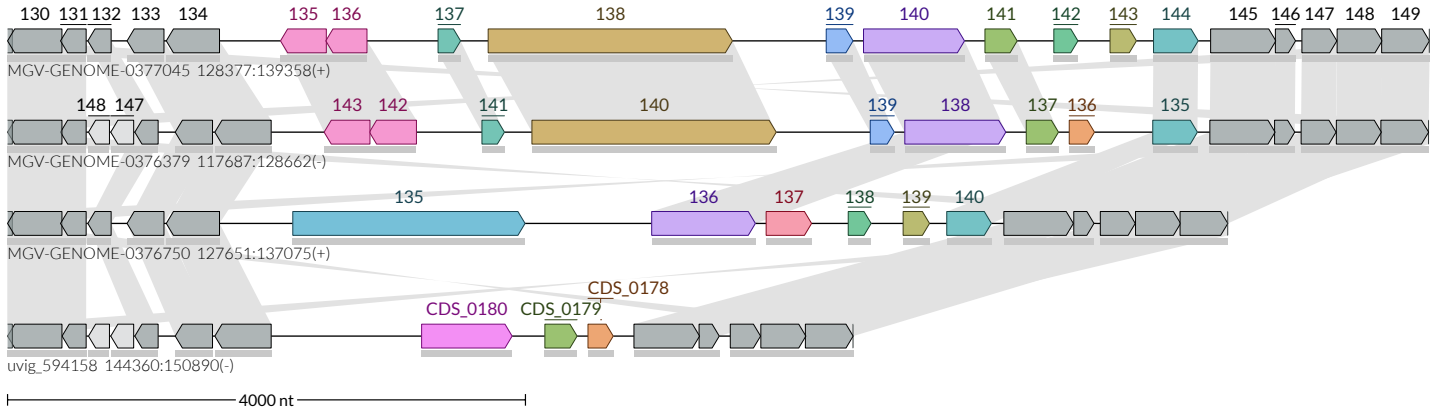 130 131 132 133 134 135 136 137 138 139 140 141 142 143 144 145 146 147 148 149
MGV-GENOME-0377045 128377:139358(+)
148 147 143 142 141 140 139 138 137 136 135
MGV-GENOME-0376379 117687:128662(-)
135 136 137 138 139 140
MGV-GENOME-0376750 127651:137075(+)
CDS_0178
CDS_0180 CDS_0179
uvig_594158 144360:150890(-)
4000 nt